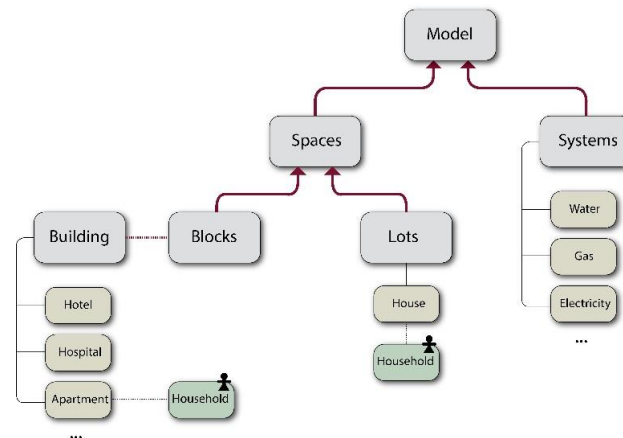 Model
Spaces
Systems
Building
Blocks
Lots
Water
Gas
Electricity
...
House
Household
Hotel
Hospital
Apartment
Household
...